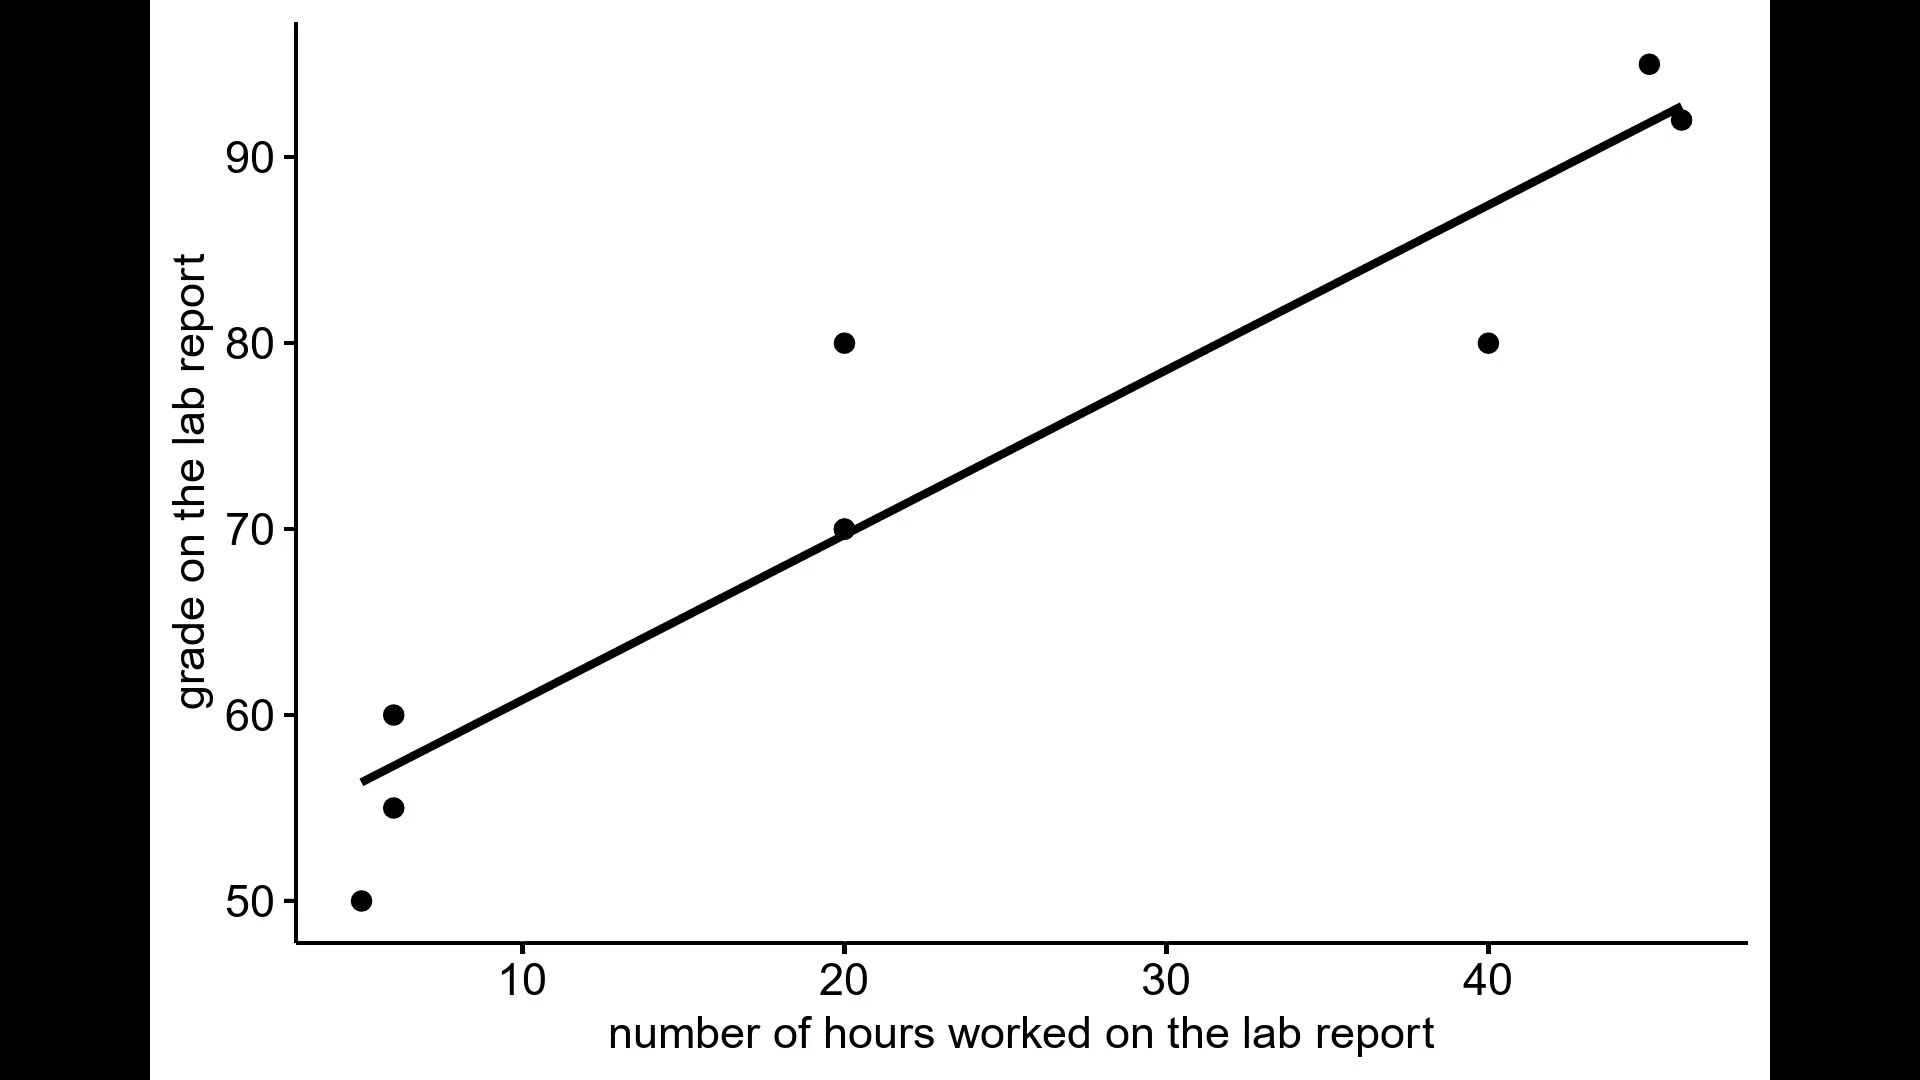 grade on the lab report
90
80
70
60
50
10 20 30 40
number of hours worked on the lab report